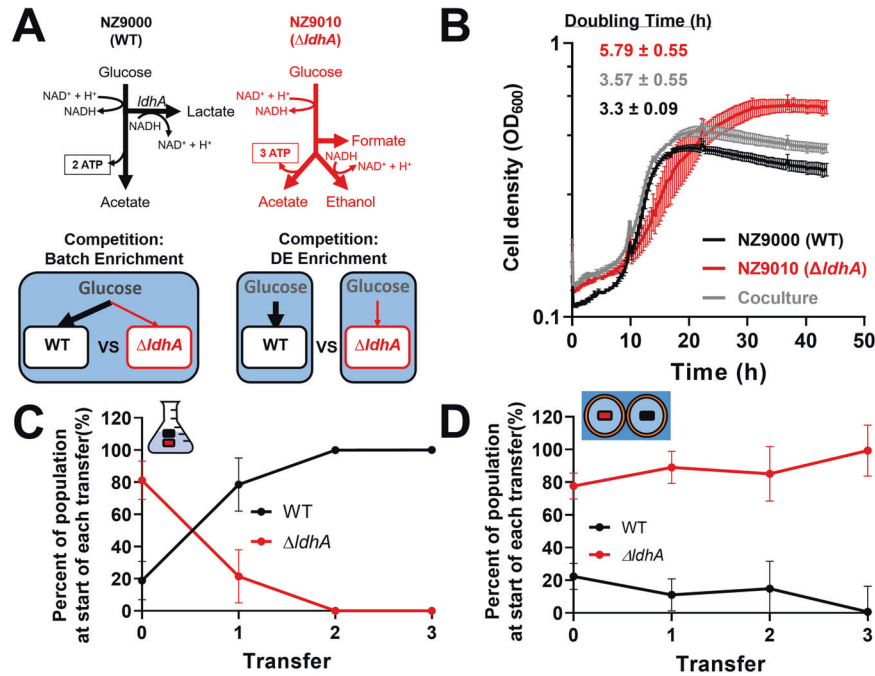 A
NZ9000
(WT)
Glucose
NAD⁺ + H⁺
NADH
ldhA
Lactate
NADH
NAD⁺ + H⁺
2 ATP
Acetate
NZ9010
(ΔldhA)
Glucose
NAD⁺ + H⁺
NADH
Formate
3 ATP
NADH
NAD⁺ + H⁺
Acetate
Ethanol
Competition:
Batch Enrichment
Glucose
WT
VS
ΔldhA
Competition:
DE Enrichment
Glucose
Glucose
WT
VS
ΔldhA
B
Doubling Time (h)
5.79 ± 0.55
3.57 ± 0.55
3.3 ± 0.09
Cell density (OD₆₀₀)
1
0.1
NZ9000 (WT)
NZ9010 (ΔldhA)
Coculture
0
10
20
30
40
50
Time (h)
C
Percent of population
at start of each transfer(%)
120
100
80
60
40
20
0
WT
ΔldhA
0
1
2
3
Transfer
D
Percent of population
at start of each transfer(%)
120
100
80
60
40
20
0
WT
ΔldhA
0
1
2
3
Transfer